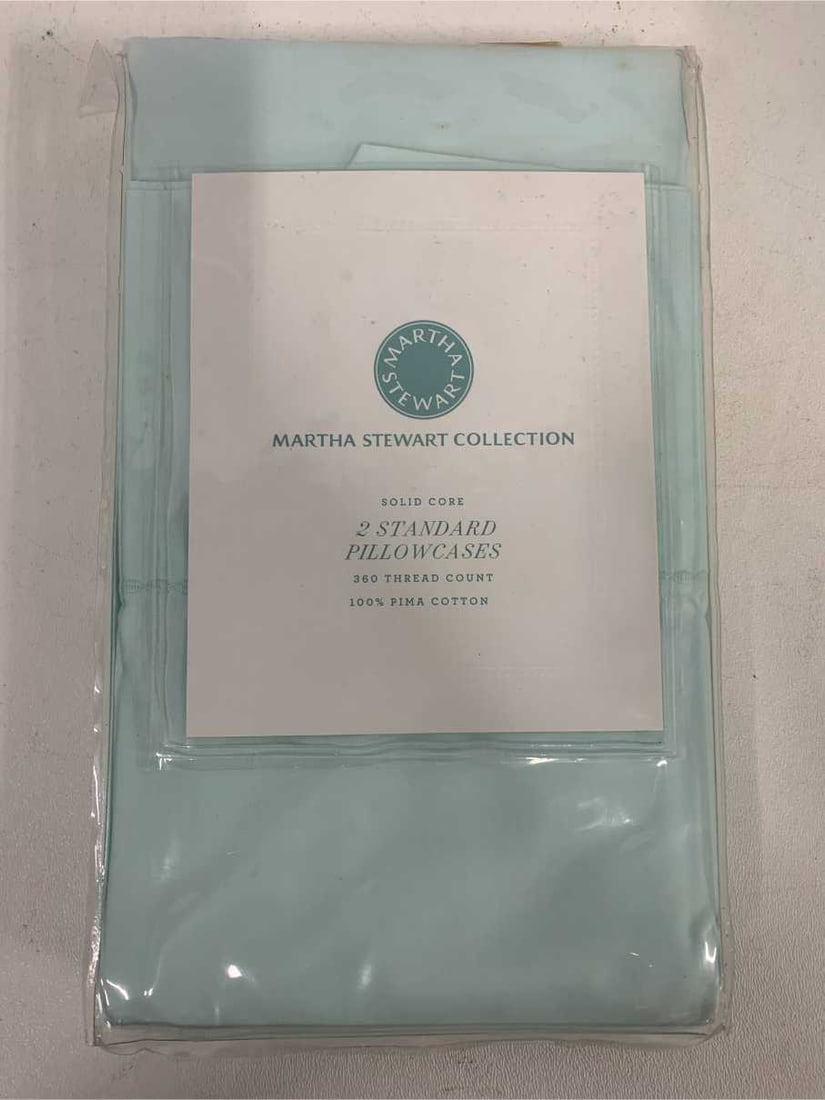 MARTHA
STEWART
MARTHA STEWART COLLECTION
SOLID CORE
2 STANDARD
PILLOWCASES
360 THREAD COUNT
100% PIMA COTTON